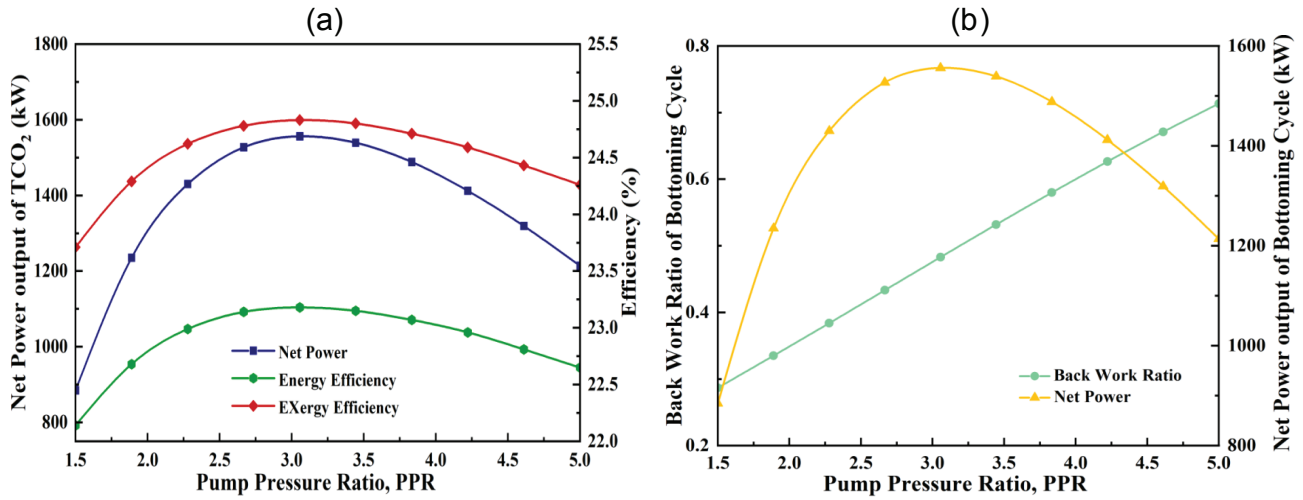 (a)
1800
1600
1400
1200
1000
800
Net Power output of TCO₂ (kW)
25.5
25.0
24.5
24.0
23.5
23.0
22.5
22.0
Efficiency (%)
Net Power
Energy Efficiency
EXergy Efficiency
1.5 2.0 2.5 3.0 3.5 4.0 4.5 5.0
Pump Pressure Ratio, PPR
(b)
0.8
0.6
0.4
0.2
Back Work Ratio of Bottoming Cycle
1600
1400
1200
1000
800
Net Power output of Bottoming Cycle (kW)
Back Work Ratio
Net Power
1.5 2.0 2.5 3.0 3.5 4.0 4.5 5.0
Pump Pressure Ratio, PPR